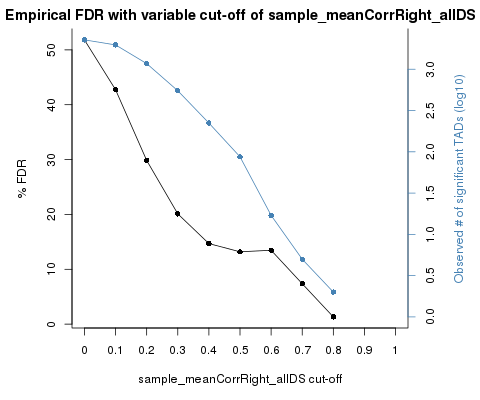 Empirical FDR with variable cut-off of sample_meanCorrRight_allDS
% FDR
50
40
30
20
10
0
3.0
2.5
2.0
1.5
1.0
0.5
0.0
Observed # of significant TADs (log10)
0 0.1 0.2 0.3 0.4 0.5 0.6 0.7 0.8 0.9 1
sample_meanCorrRight_allDS cut-off